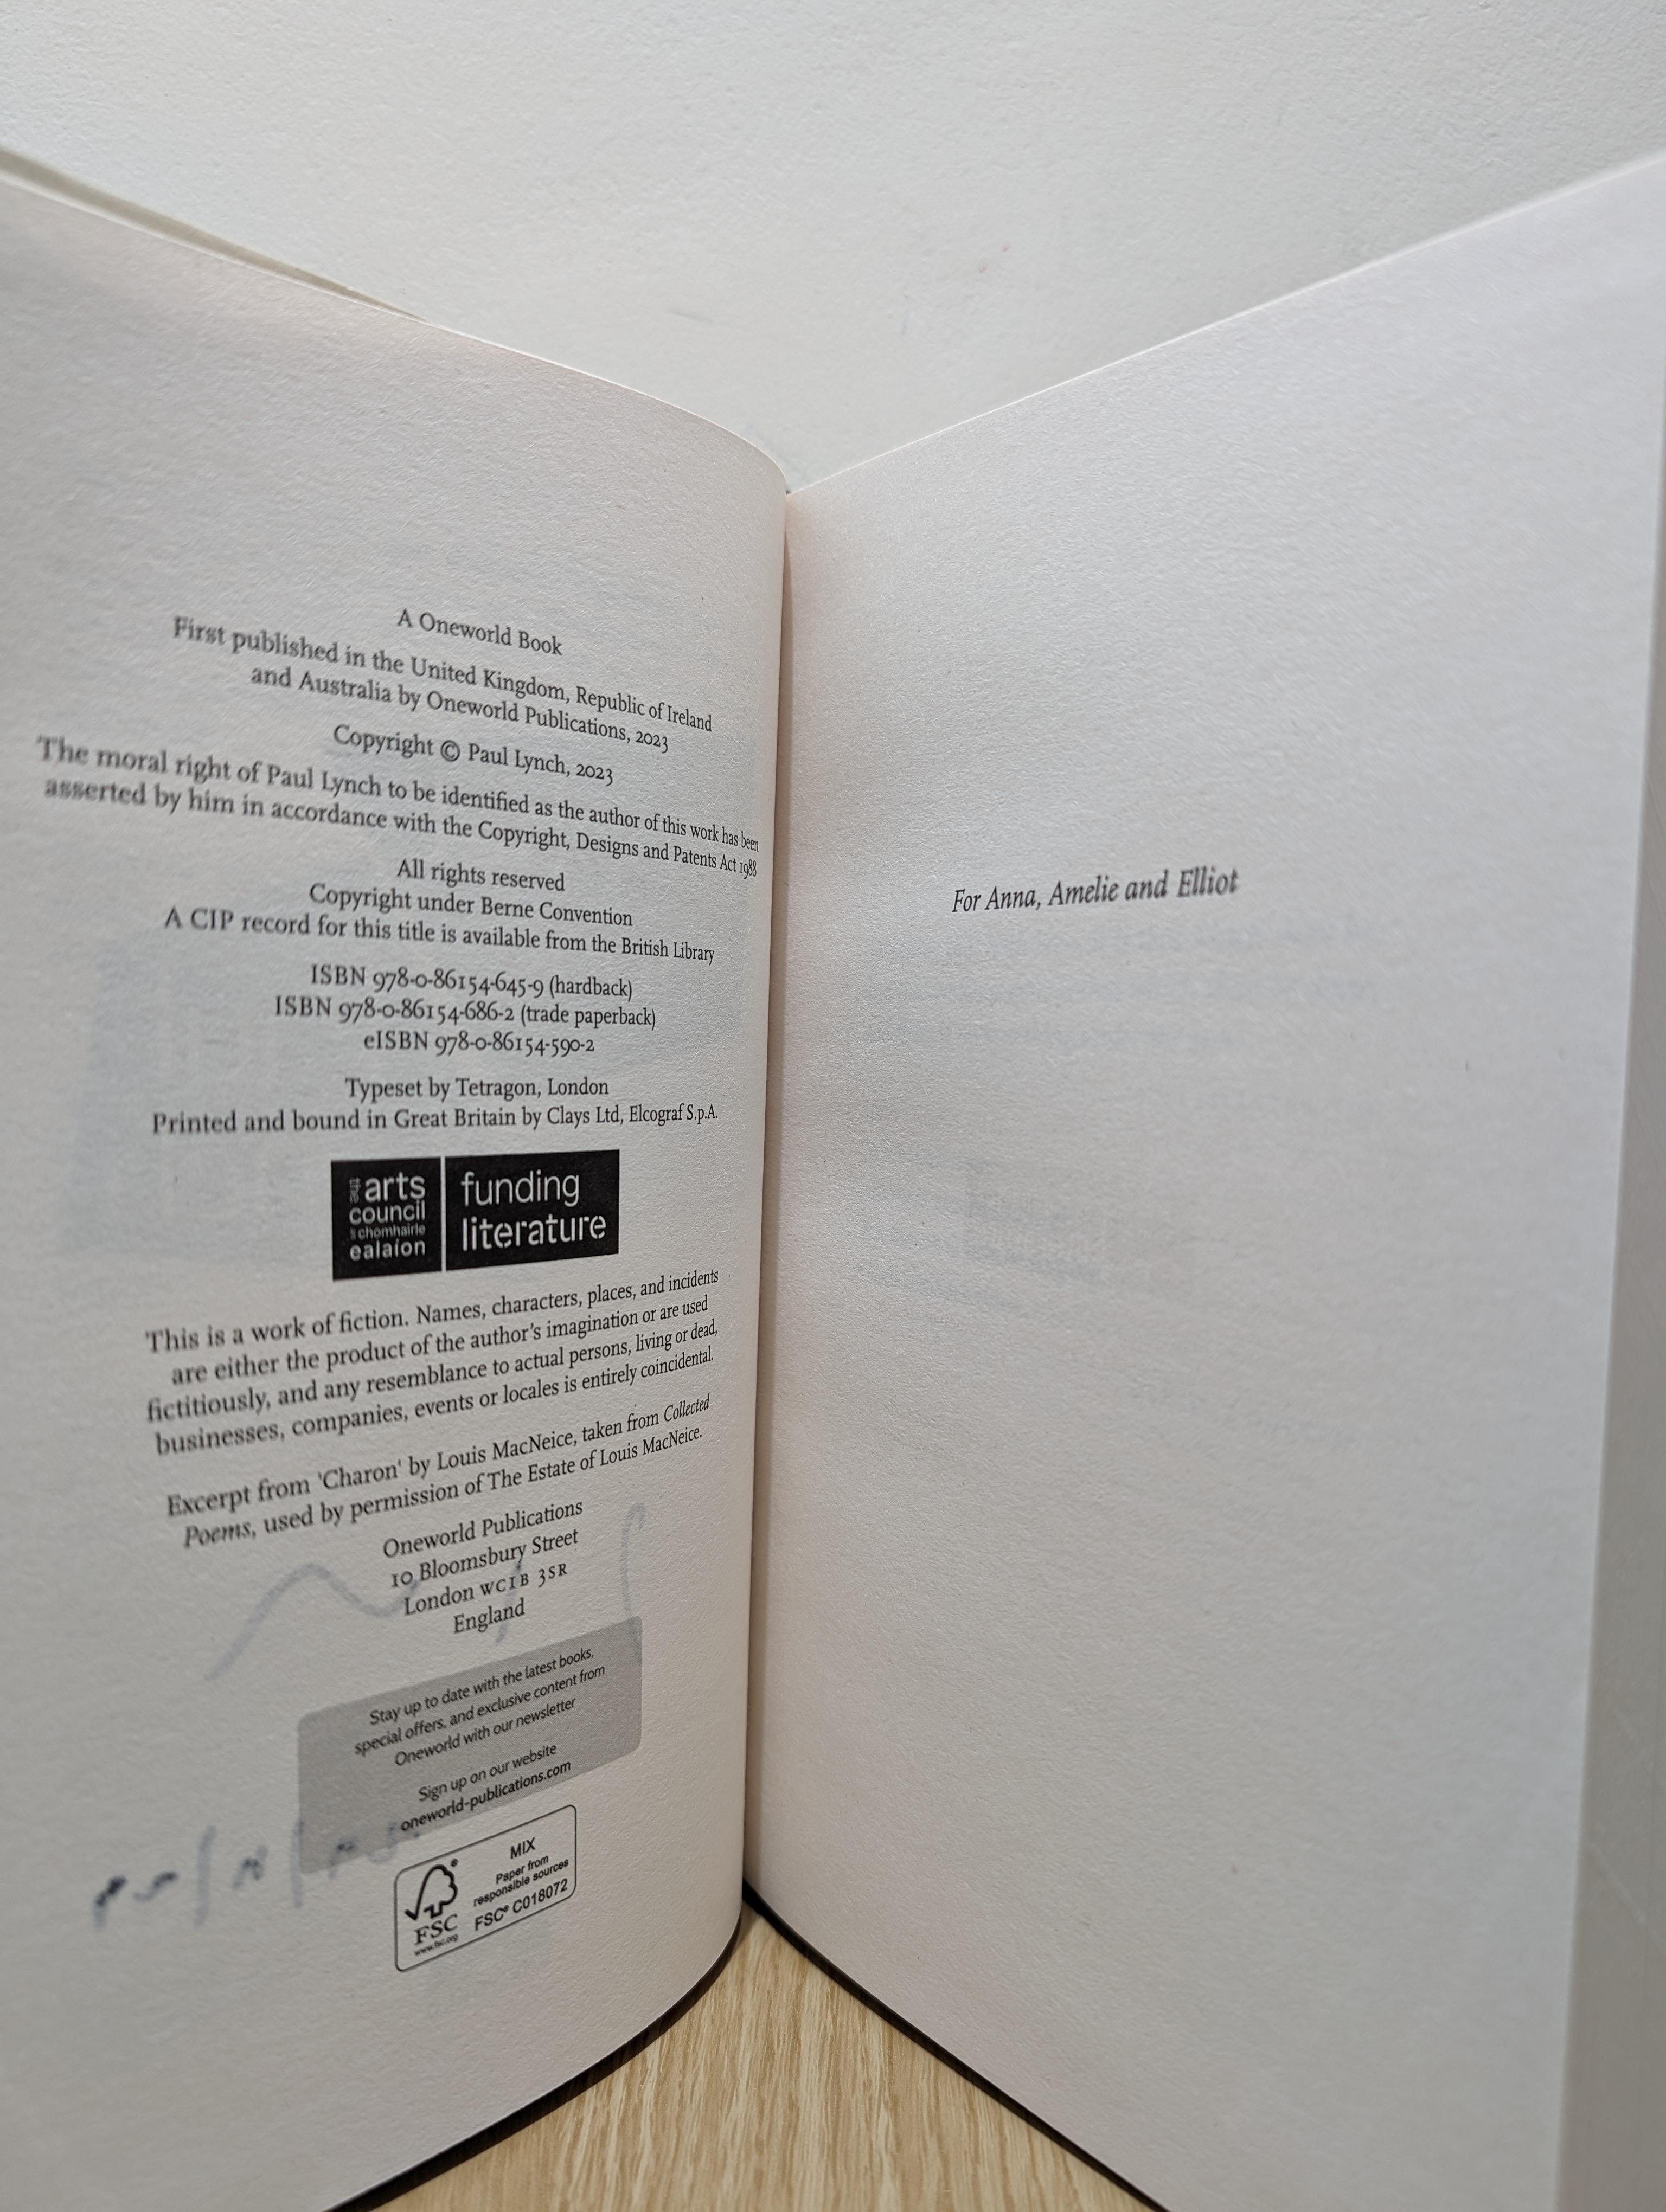 A Oneworld Book
First published in the United Kingdom, Republic of Ireland
and Australia by Oneworld Publications, 2023
Copyright © Paul Lynch, 2023
The moral right of Paul Lynch to be identified as the author of this work has been
asserted by him in accordance with the Copyright, Designs and Patents Act 1988
All rights reserved
Copyright under Berne Convention
A CIP record for this title is available from the British Library
ISBN 978-0-86154-645-9 (hardback)
ISBN 978-0-86154-686-2 (trade paperback)
eISBN 978-0-86154-590-2
Typeset by Tetragon, London
Printed and bound in Great Britain by Clays Ltd, Elcograf S.p.A.
the arts
council
chomhairle
ealaíon
funding
literature
This is a work of fiction. Names, characters, places, and incidents
are either the product of the author's imagination or are used
fictitiously, and any resemblance to actual persons, living or dead,
businesses, companies, events or locales is entirely coincidental.
Excerpt from 'Charon' by Louis MacNeice, taken from Collected
Poems, used by permission of The Estate of Louis MacNeice.
Oneworld Publications
10 Bloomsbury Street
London WC1B 3SR
England
Stay up to date with the latest books,
special offers, and exclusive content from
Oneworld with our newsletter
Sign up on our website
oneworld-publications.com
MIX
Paper from
responsible sources
FSC® C018072
FSC
www.fsc.org
For Anna, Amelie and Elliot